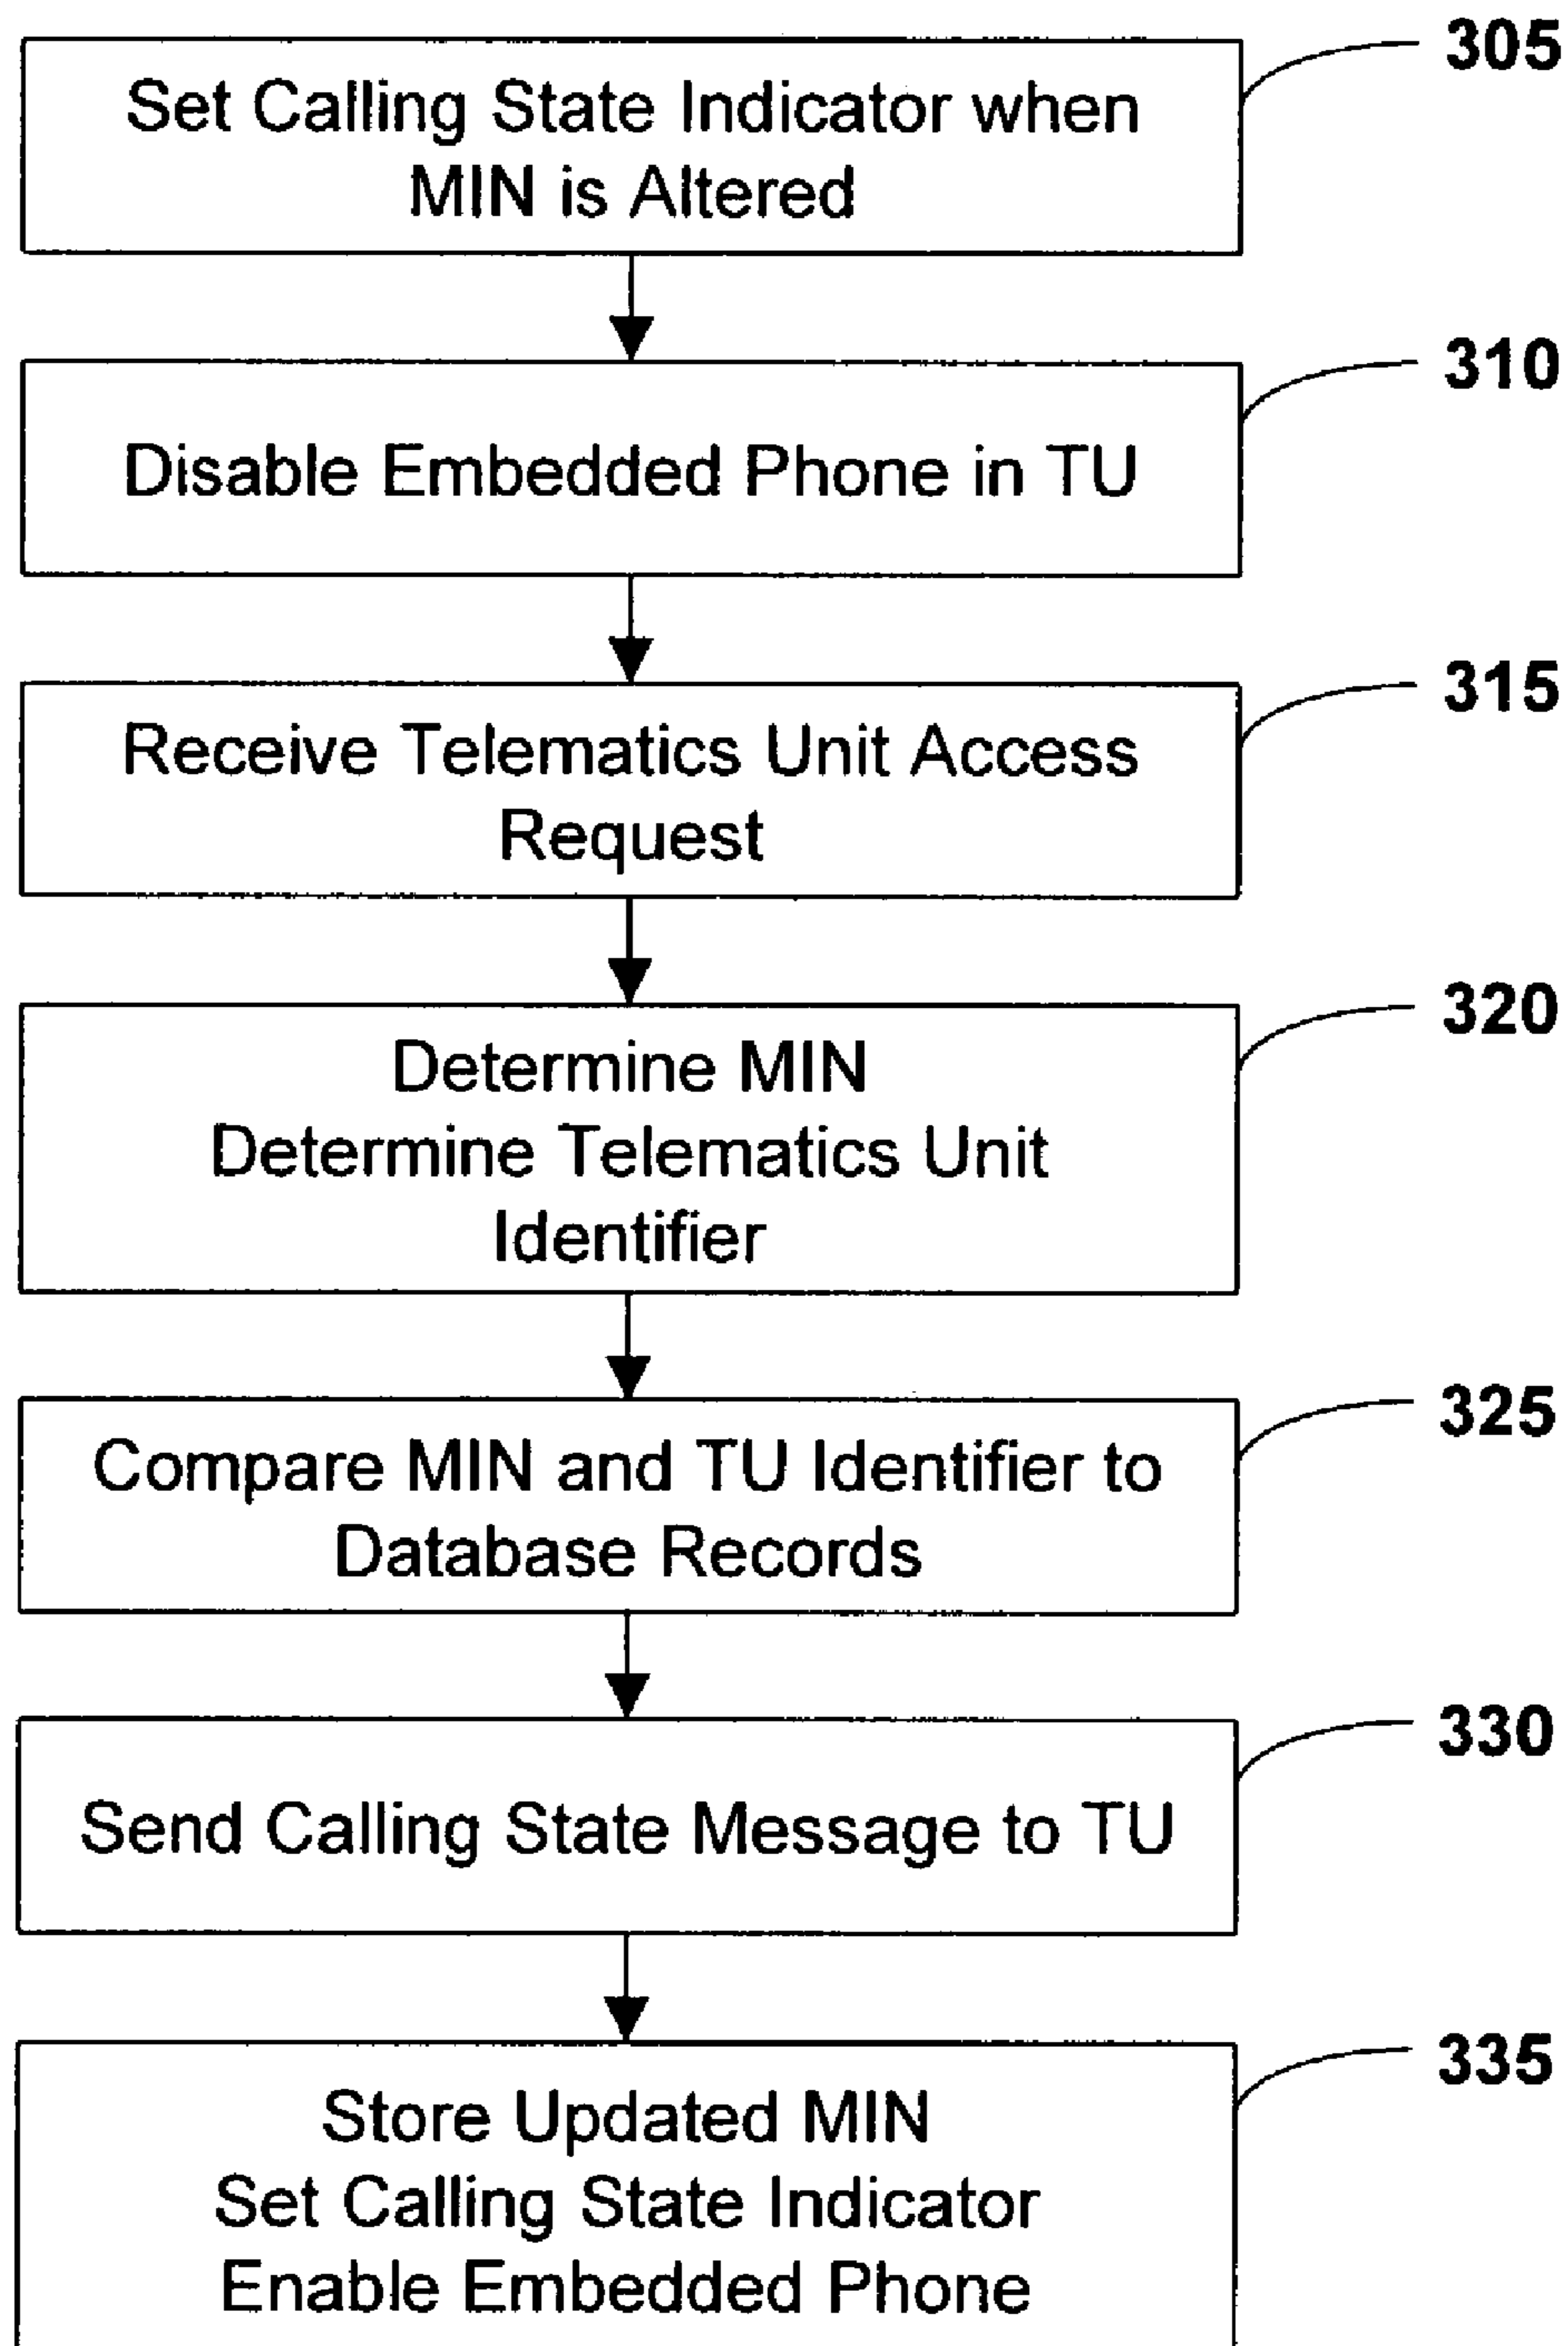 Set Calling State Indicator when
MIN is Altered
305
Disable Embedded Phone in TU
310
Receive Telematics Unit Access
Request
315
Determine MIN
Determine Telematics Unit
Identifier
320
Compare MIN and TU Identifier to
Database Records
325
Send Calling State Message to TU
330
Store Updated MIN
Set Calling State Indicator
Enable Embedded Phone
335